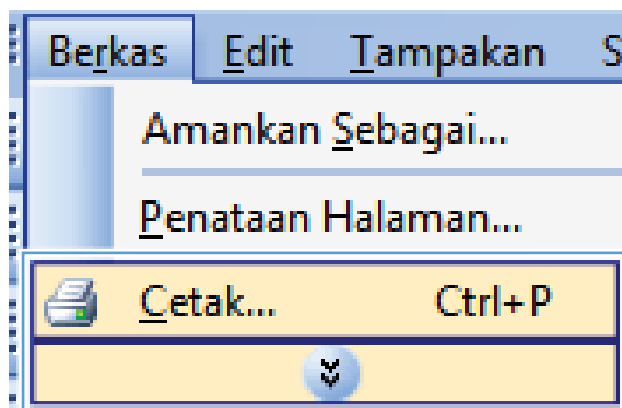 Berkas Edit Tampakan S
Amankan Sebagai...
Penataan Halaman...
Cetak... Ctrl+P